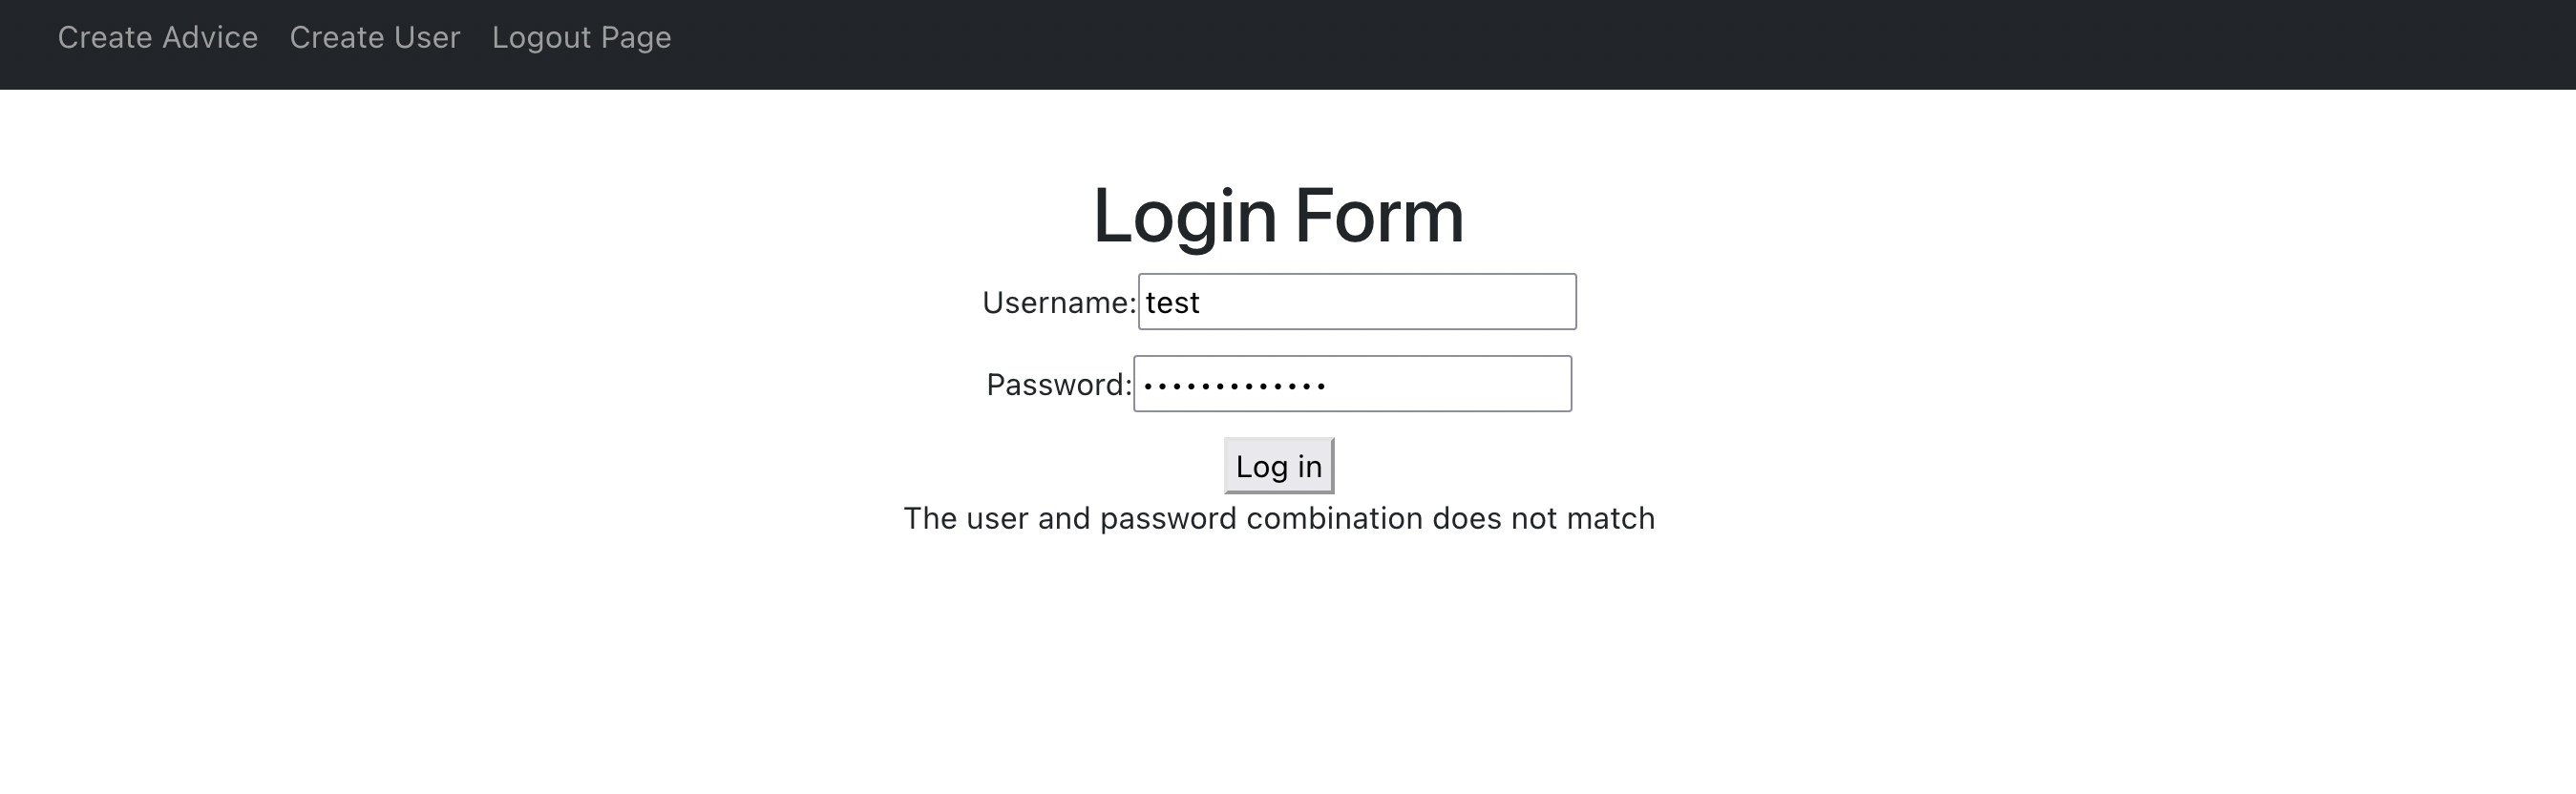 Create Advice Create User Logout Page
Login Form
Username: test
Password: •••••••••••••
Log in
The user and password combination does not match